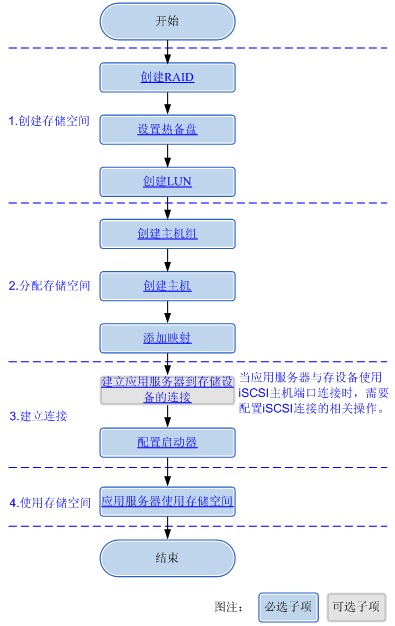 开始
创建RAID
1.创建存储空间
设置热备盘
创建LUN
创建主机组
2.分配存储空间
创建主机
添加映射
建立应用服务器到存储设
备的连接
当应用服务器与存设备使用
iSCSI主机端口连接时，需要
配置iSCSI连接的相关操作。
3.建立连接
配置启动器
4.使用存储空间
应用服务器使用存储空间
结束
图注：
必选子项
可选子项